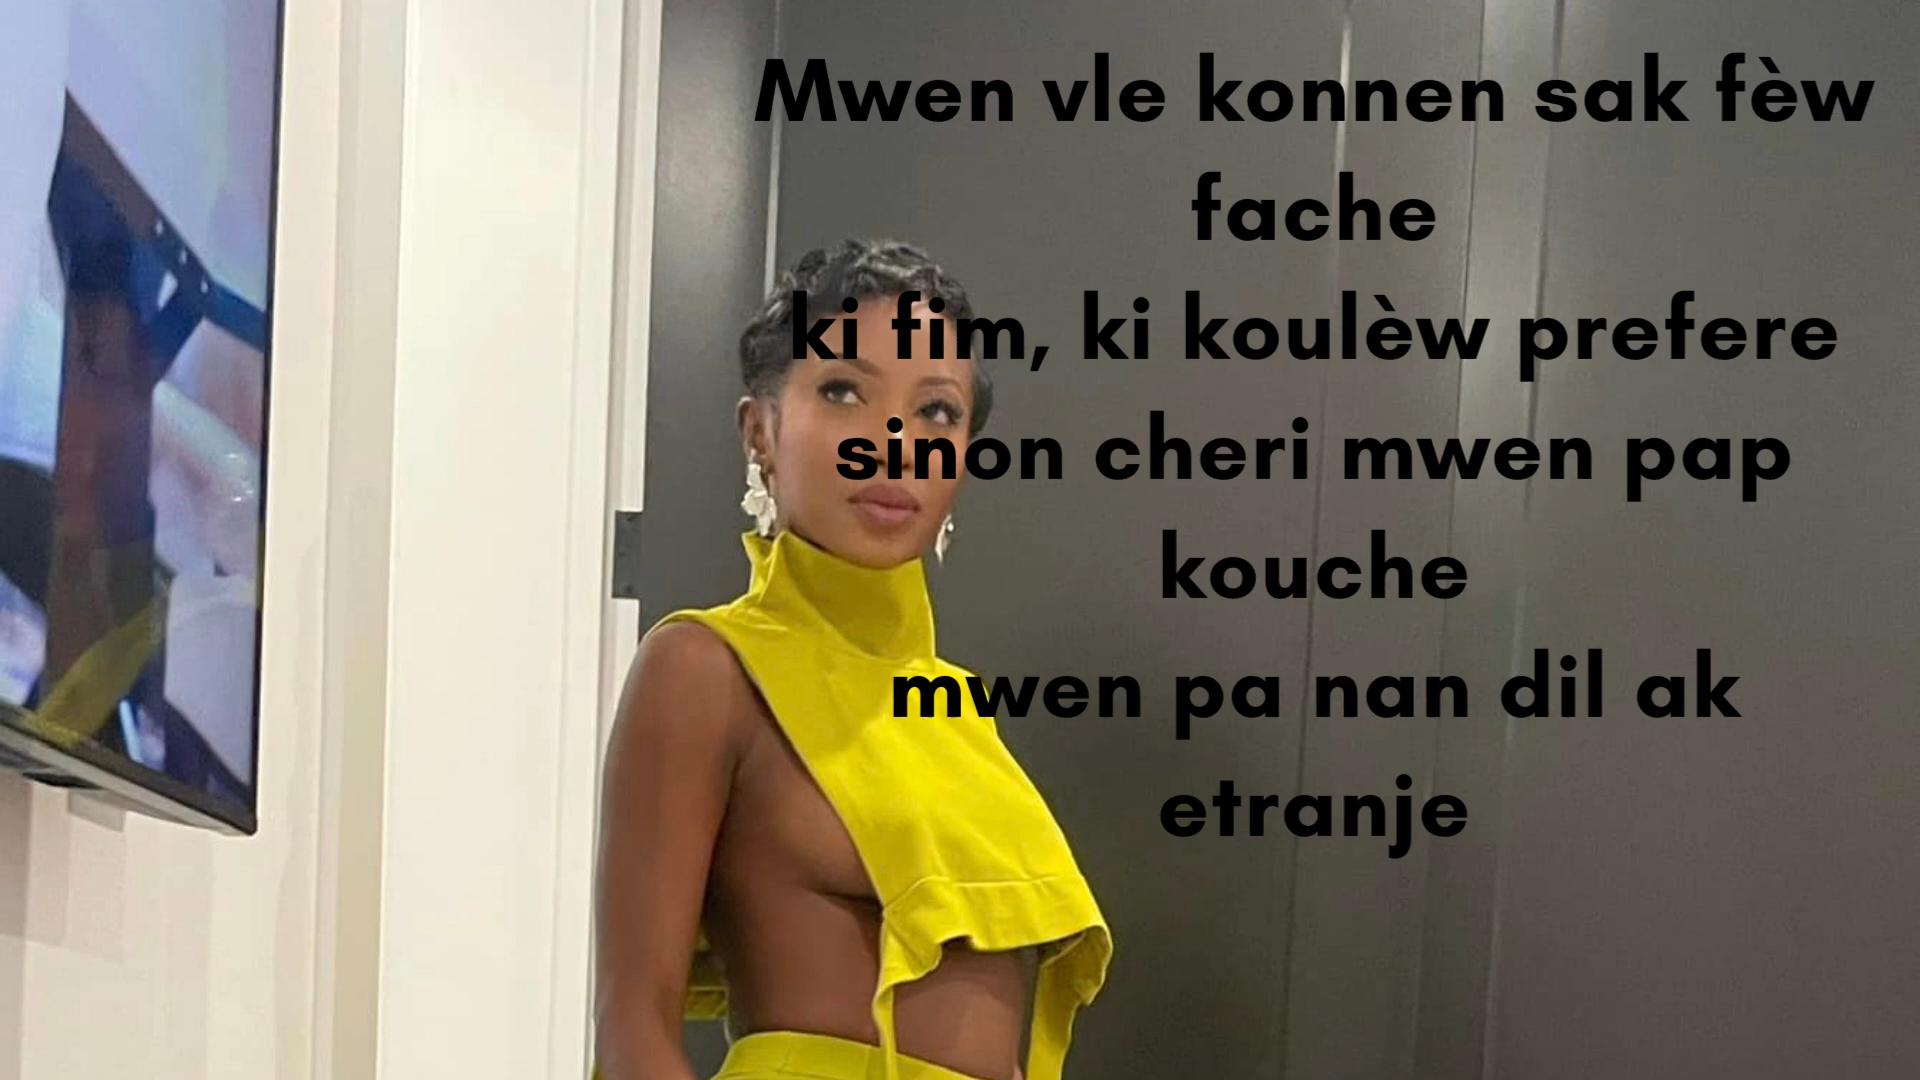 Mwen vle konnen sak fèw
fache
ki fim, ki koulèw prefere
sinon cheri mwen pap
kouche
mwen pa nan dil ak
etranje